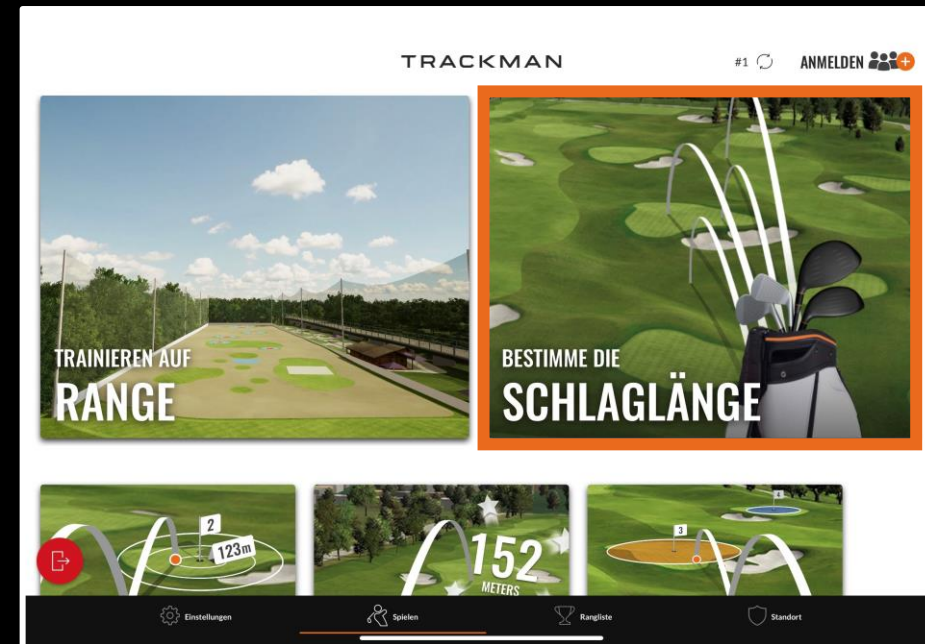 TRACKMAN
#1
ANMELDEN
TRAINIEREN AUF
RANGE
BESTIMME DIE
SCHLAGLÄNGE
2
123m
152
METERS
3
4
Einstellungen
Spielen
Rangliste
Standort